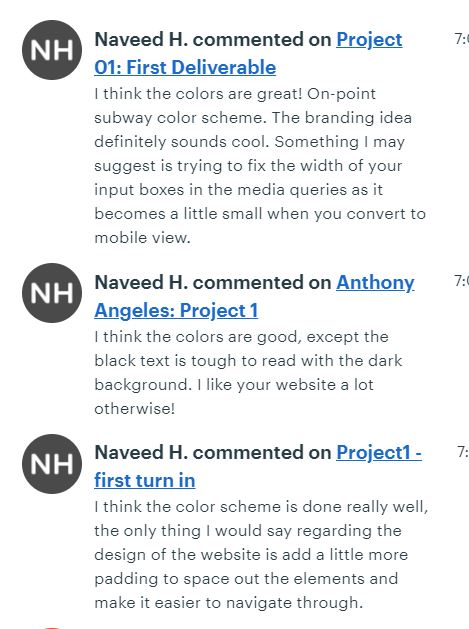 NH
Naveed H. commented on Project
01: First Deliverable
I think the colors are great! On-point
subway color scheme. The branding idea
definitely sounds cool. Something I may
suggest is trying to fix the width of your
input boxes in the media queries as it
becomes a little small when you convert to
mobile view.
NH
Naveed H. commented on Anthony
Angeles: Project 1
I think the colors are good, except the
black text is tough to read with the dark
background. I like your website a lot
otherwise!
NH
Naveed H. commented on Project1 -
first turn in
I think the color scheme is done really well,
the only thing I would say regarding the
design of the website is add a little more
padding to space out the elements and
make it easier to navigate through.